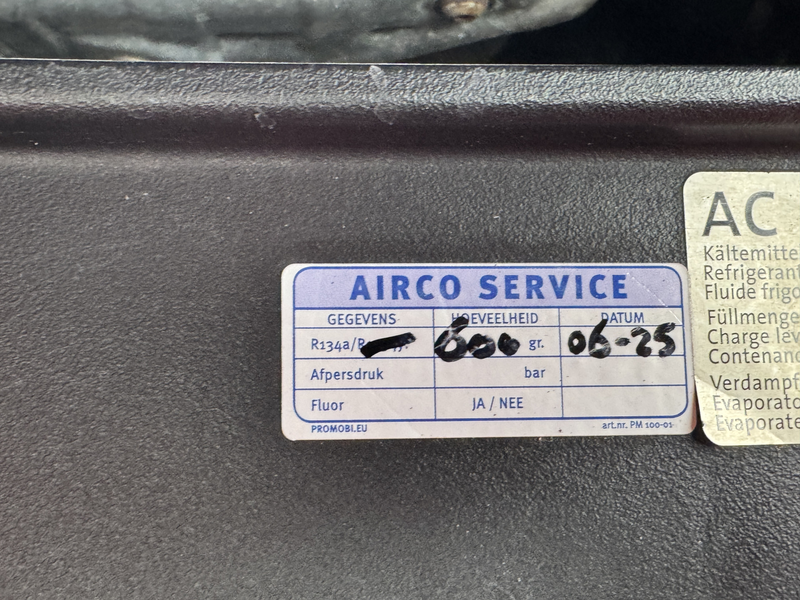 AIRCO SERVICE
GEGEVENS HOEVEELHEID DATUM
R134a/R 600 gr. 06-25
Afpersdruk bar
Fluor JA / NEE
PROMOBI.EU art.nr. PM 100-01
AC
Kältemitte
Refrigerant
Fluide frigo
Füllmenge
Charge lev
Contenanc
Verdampf
Evaporato
Evaporate